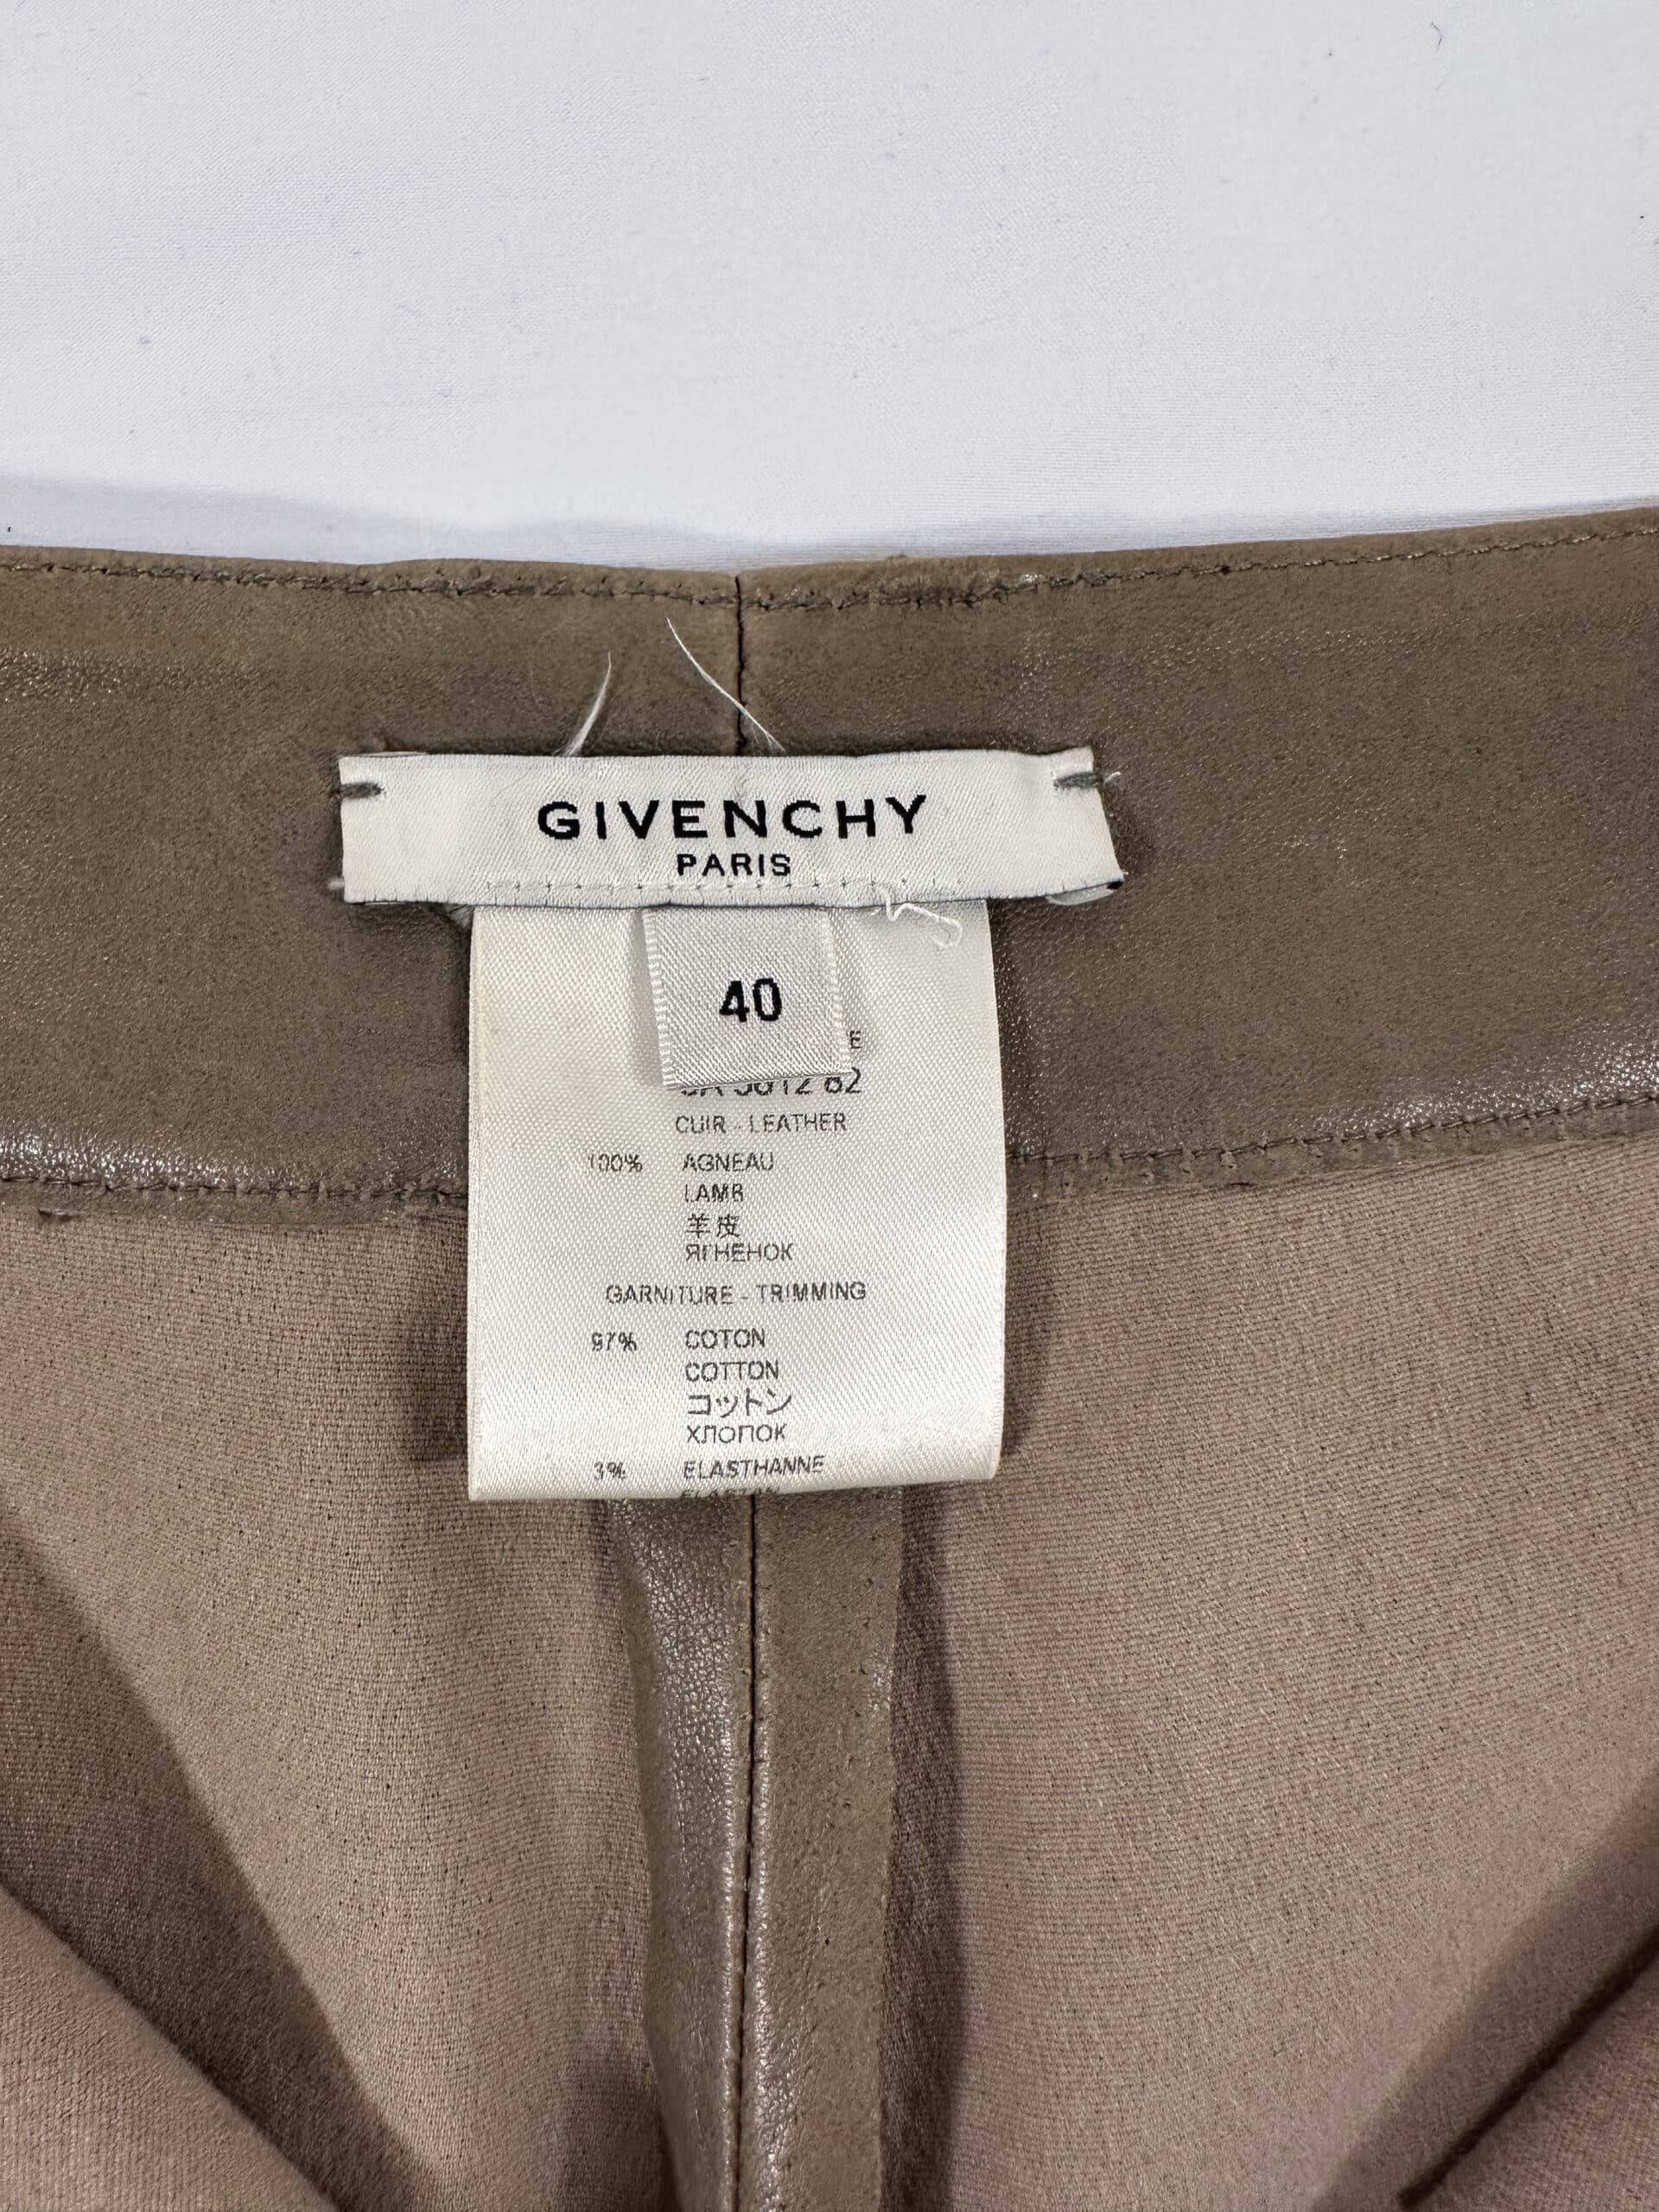 GIVENCHY
PARIS
40
E
62
CUIR - LEATHER
100% AGNEAU
LAMB
羊皮
ЯГНЕНОК
GARNITURE - TRIMMING
97% COTON
COTTON
コットン
ХЛОПОК
3% ELASTHANNE